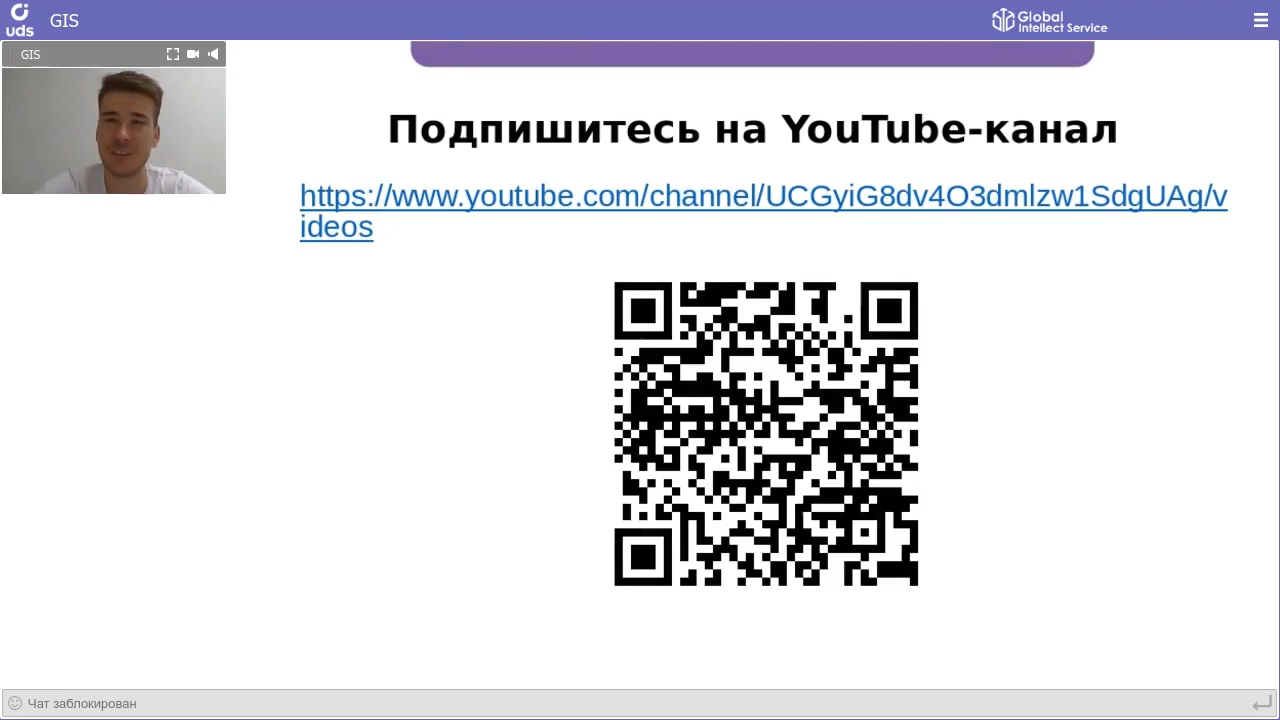 uds
GIS
Global
Intellect Service
GIS
Подпишитесь на YouTube-канал
https://www.youtube.com/channel/UCGyiG8dv4O3dmlzw1SdgUAg/v
ideos
Чат заблокирован